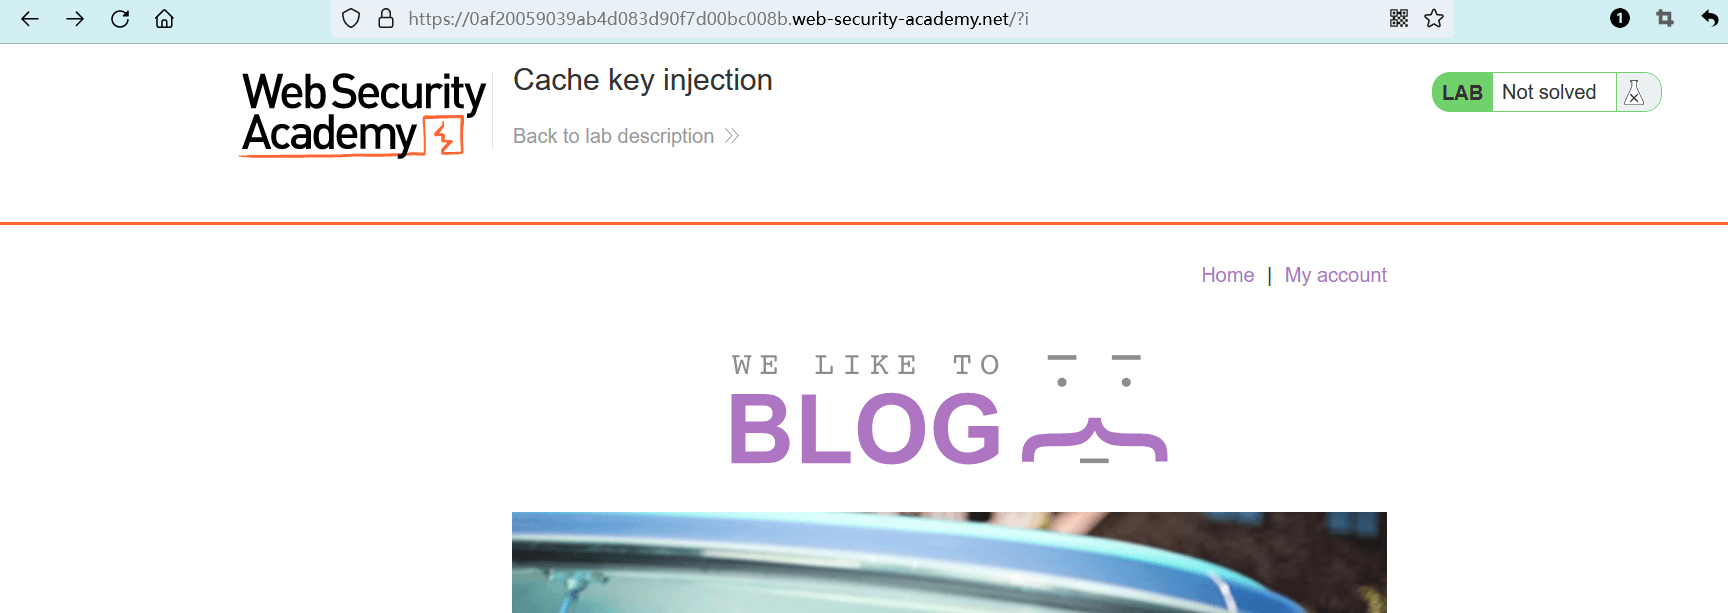 https://0af20059039ab4d083d90f7d00bc008b.web-security-academy.net/?i
1
Web Security
Academy
Cache key injection
Back to lab description
LAB Not solved
Home | My account
WE LIKE TO
BLOG